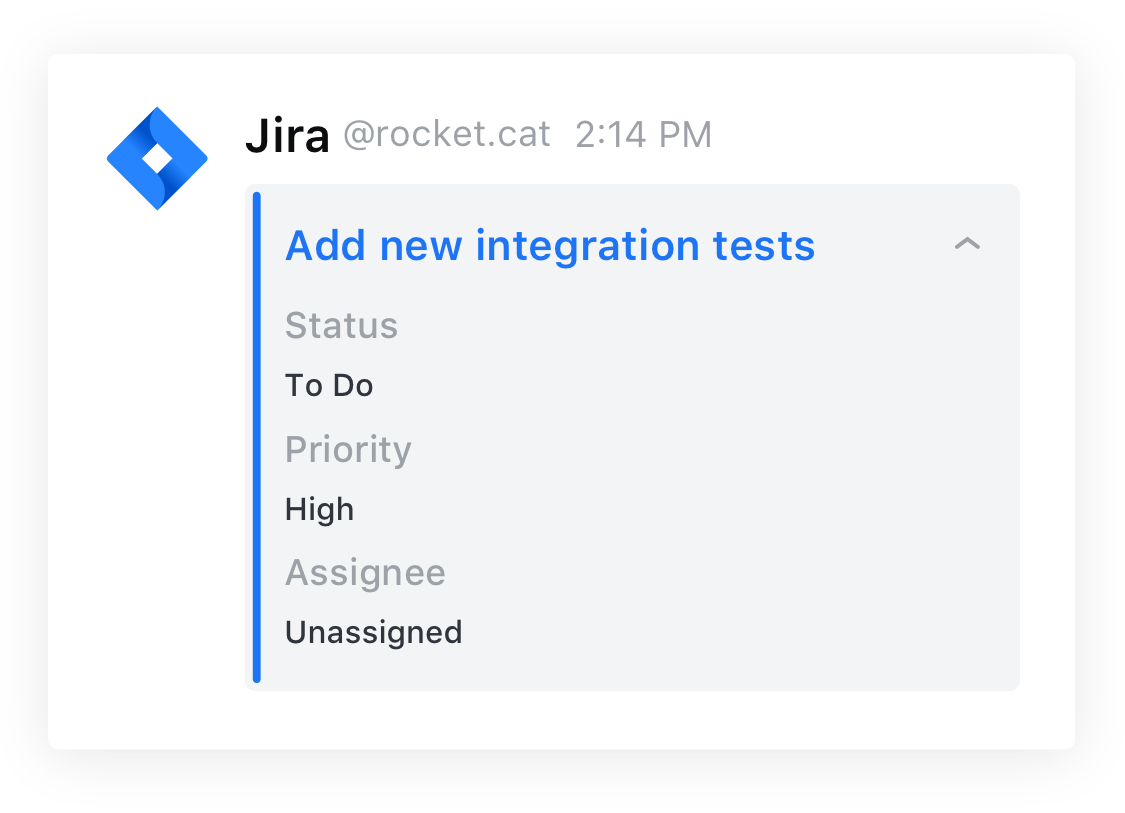 Jira @rocket.cat 2:14 PM
Add new integration tests
Status
To Do
Priority
High
Assignee
Unassigned